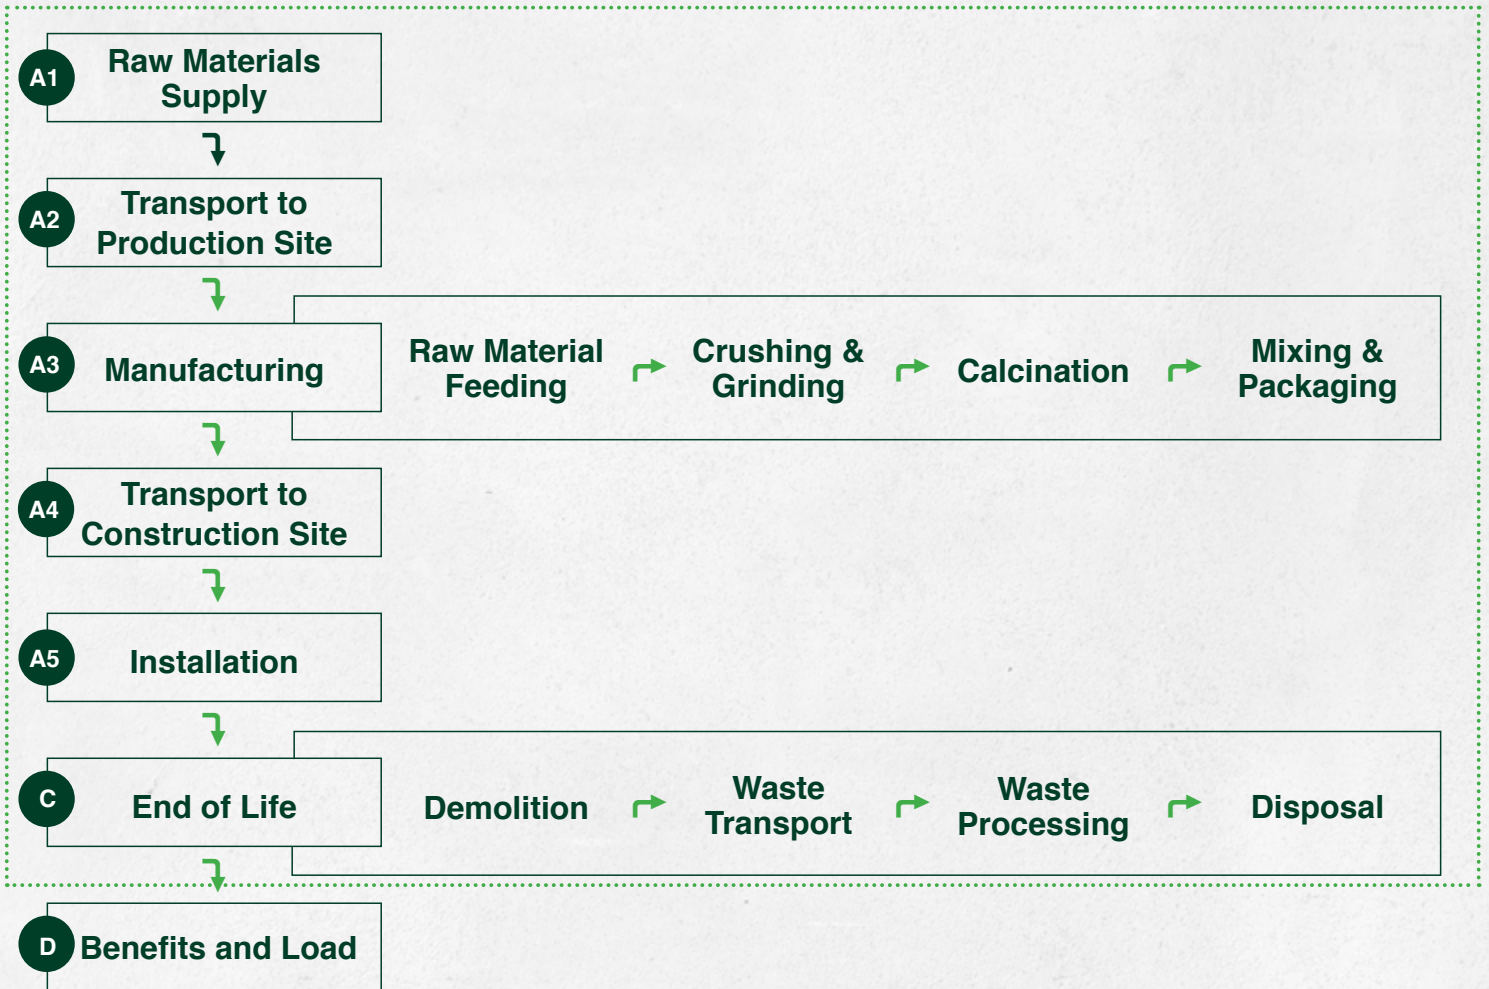 A1
Raw Materials
Supply
A2
Transport to
Production Site
A3
Manufacturing
Raw Material
Feeding
Crushing &
Grinding
Calcination
Mixing &
Packaging
A4
Transport to
Construction Site
A5
Installation
C
End of Life
Demolition
Waste
Transport
Waste
Processing
Disposal
D
Benefits and Load